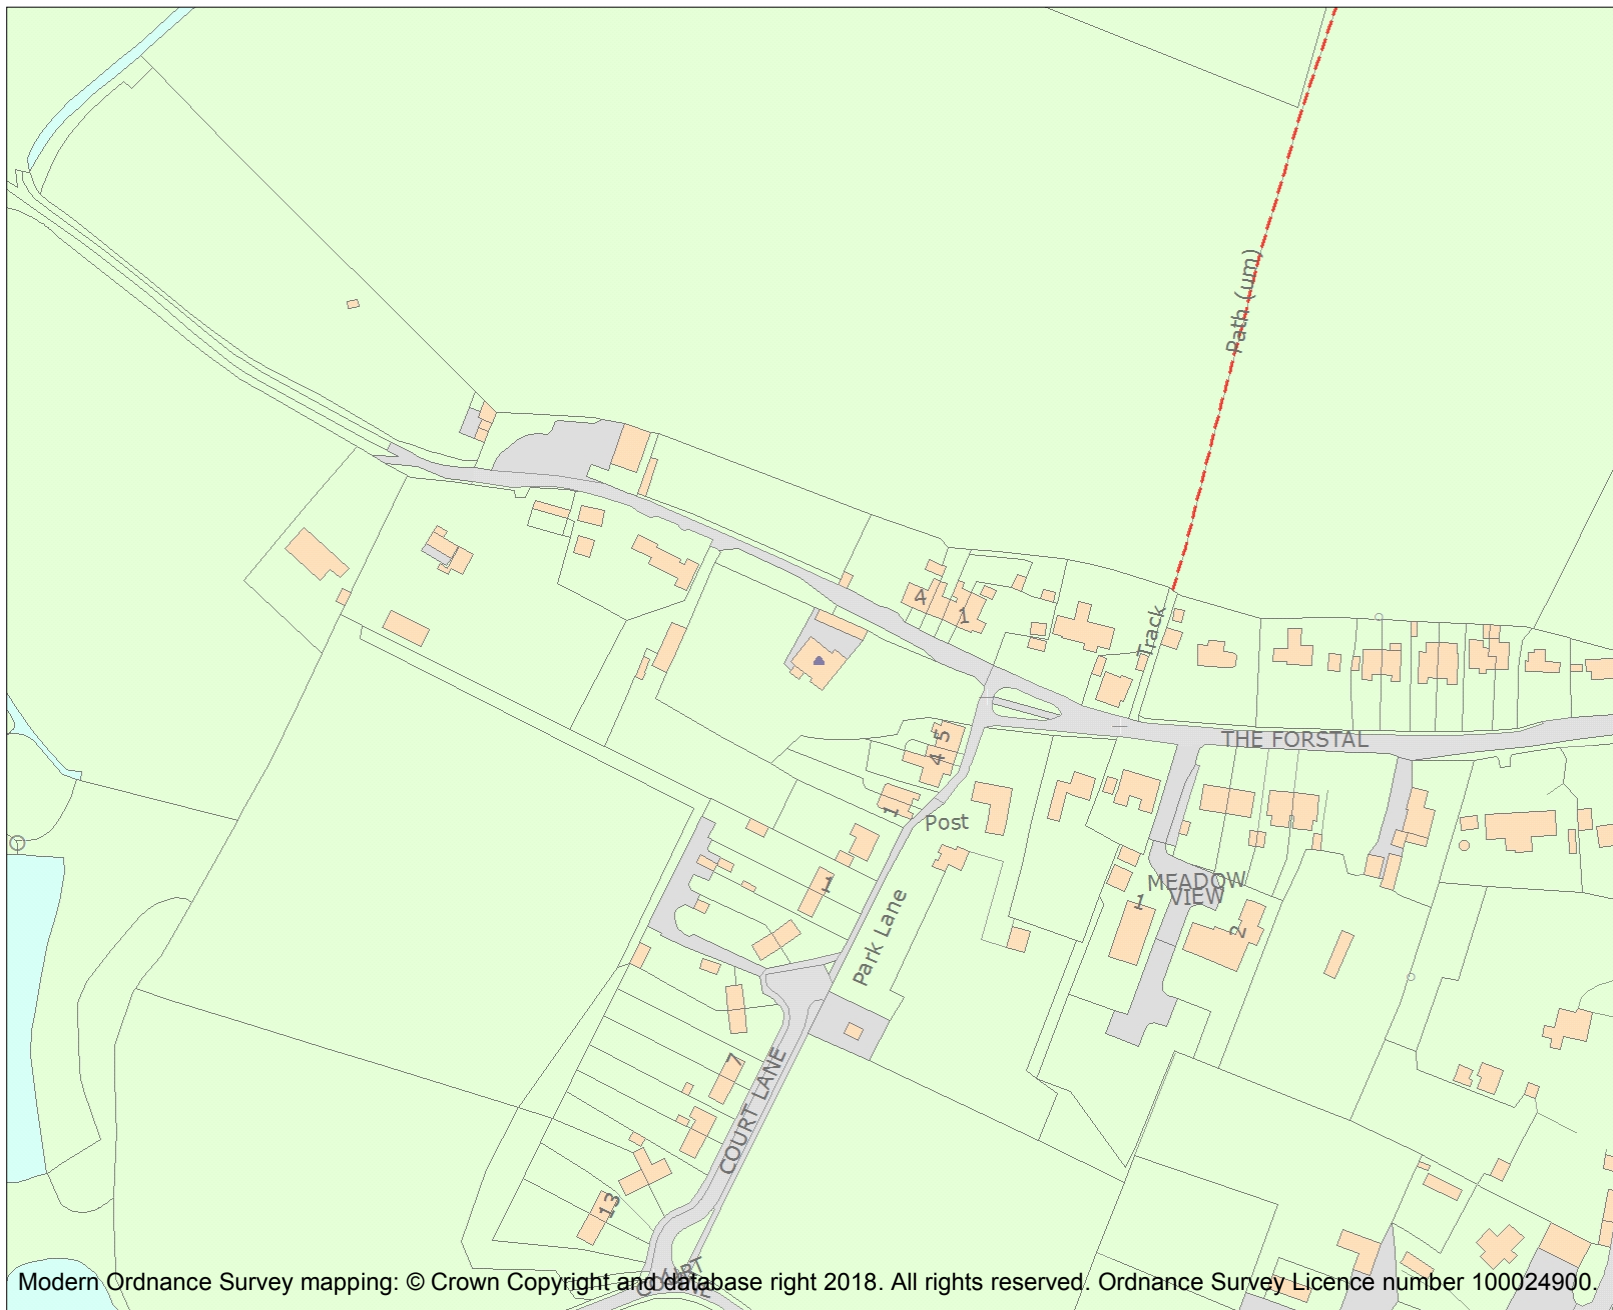 Path (um)
Track
4
1
5
4
THE FORSTAL
1
Post
1
MEADOW
VIEW
1
2
Park Lane
7
COURT LANE
13
COURT
Modern Ordnance Survey mapping: © Crown Copyright and database right 2018. All rights reserved. Ordnance Survey Licence number 100024900.